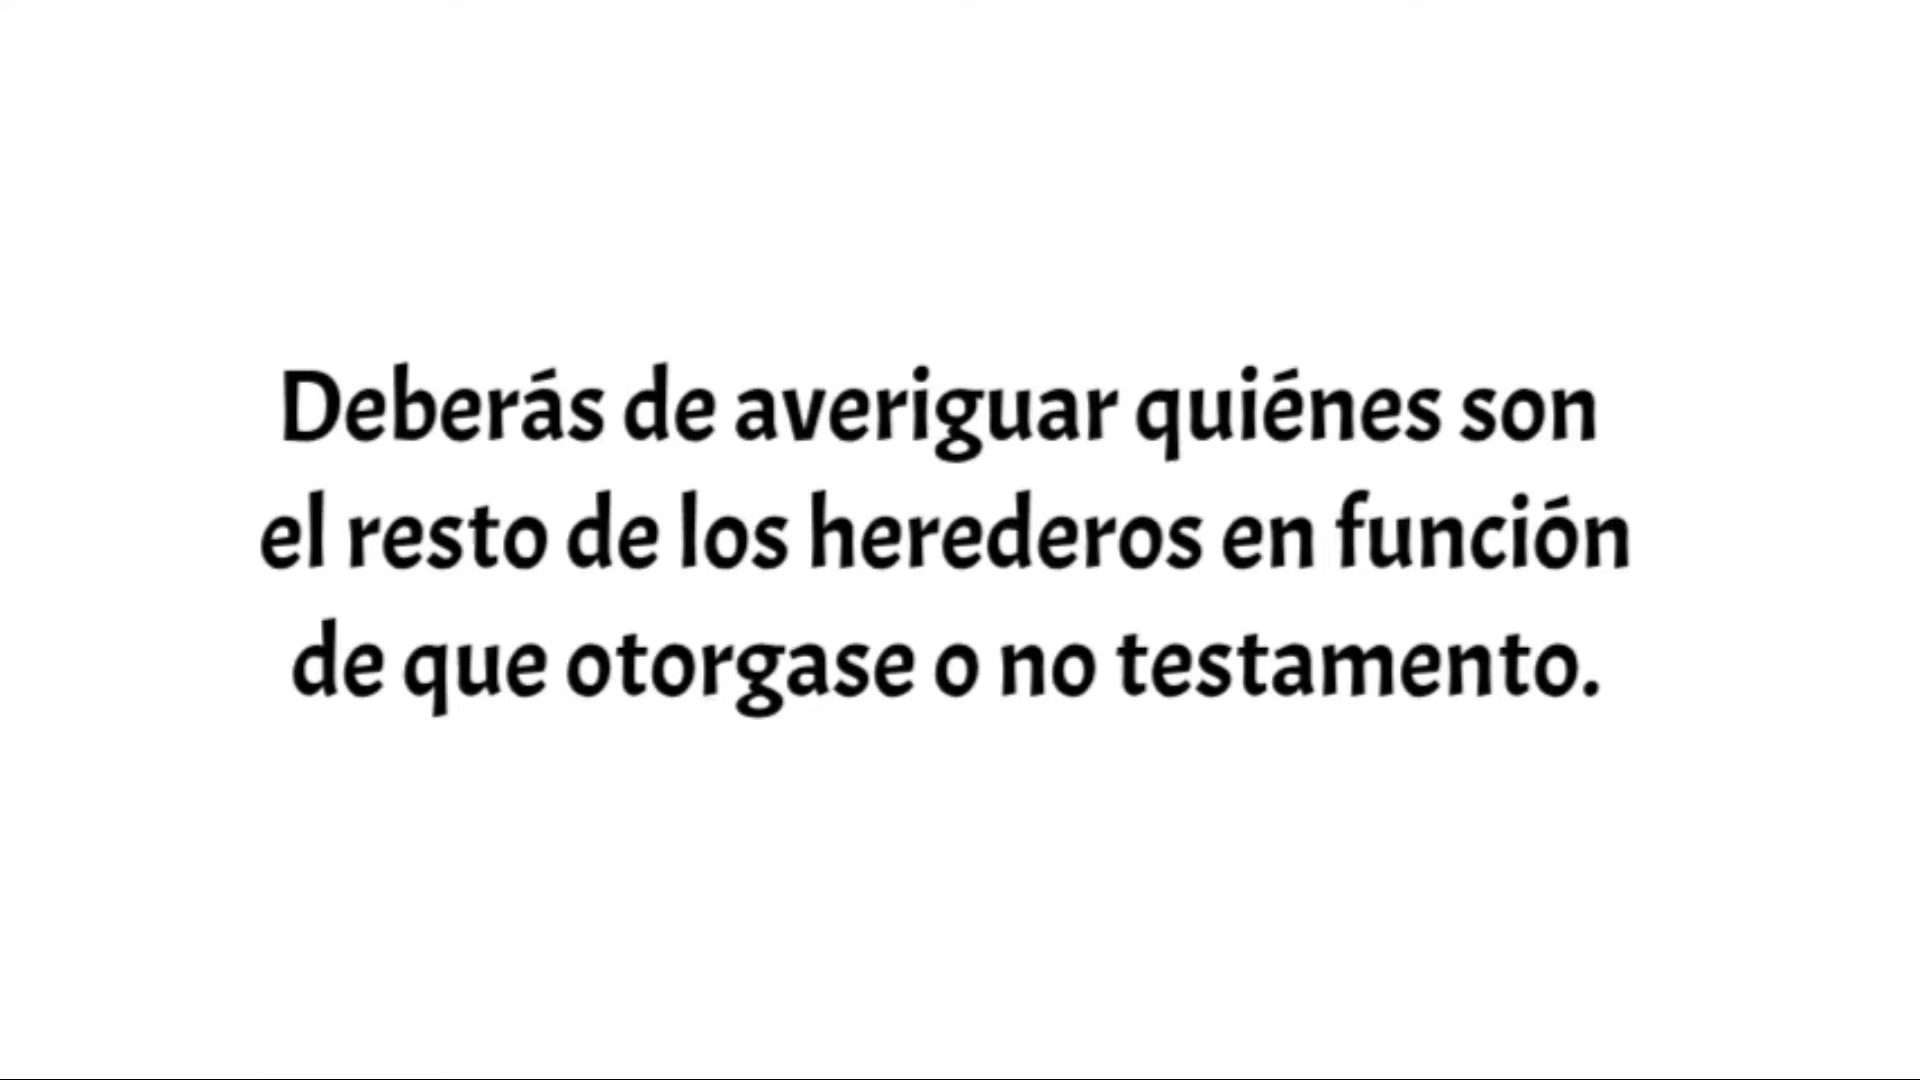 Deberás de averiguar quiénes son
el resto de los herederos en función
de que otorgase o no testamento.